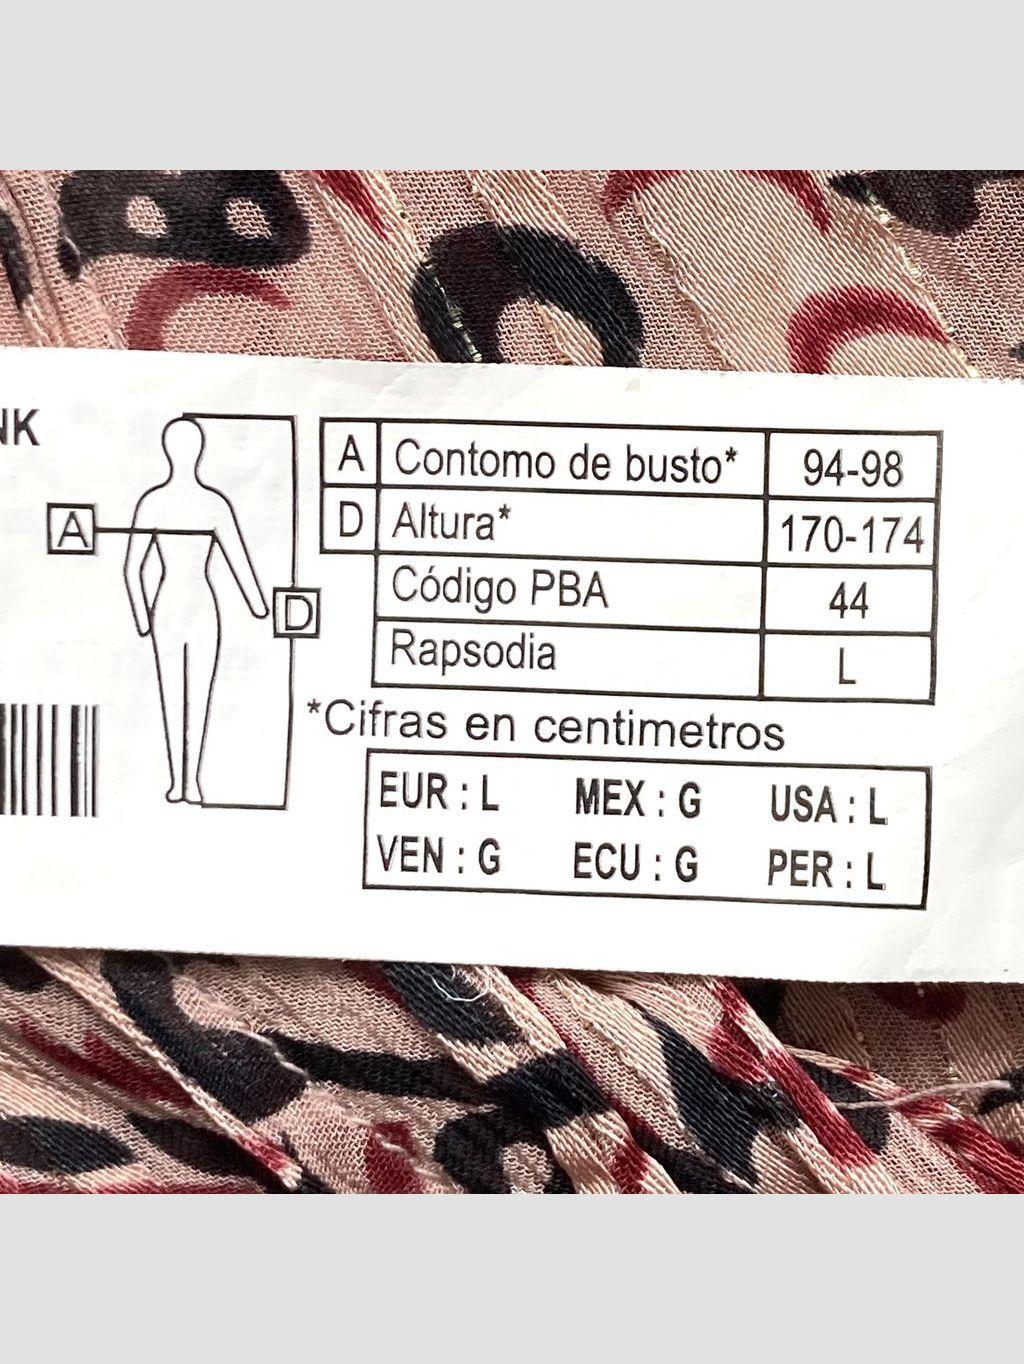 NK
A Contomo de busto* 94-98
D Altura* 170-174
Código PBA 44
Rapsodia L
*Cifras en centimetros
A
D
EUR : L MEX : G USA : L
VEN : G ECU : G PER : L